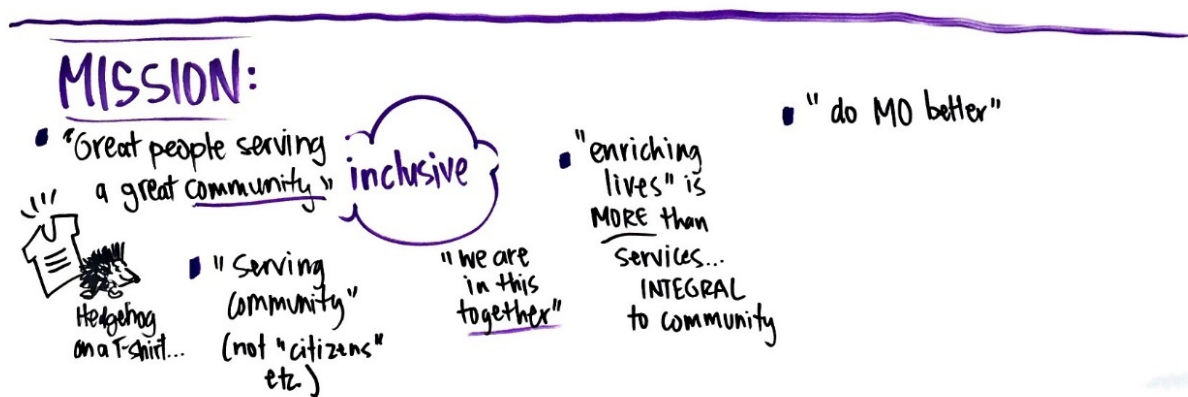 MISSION:
"Great people serving
a great community"
inclusive
Hedgehog
on a T-shirt...
"serving
community"
(not "citizens"
etc)
"we are
in this
together"
"enriching
lives" is
MORE than
services...
INTEGRAL
to community
"do MO better"